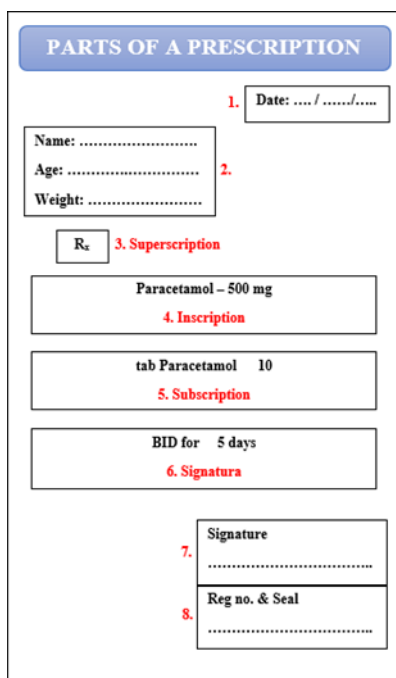 PARTS OF A PRESCRIPTION
1. Date: .... / ....../.....
Name: ..........................
Age: .............................
Weight: ........................
2.
Rₓ 3. Superscription
Paracetamol – 500 mg
4. Inscription
tab Paracetamol 10
5. Subscription
BID for 5 days
6. Signatura
7. Signature
...................................
8. Reg no. & Seal
...................................